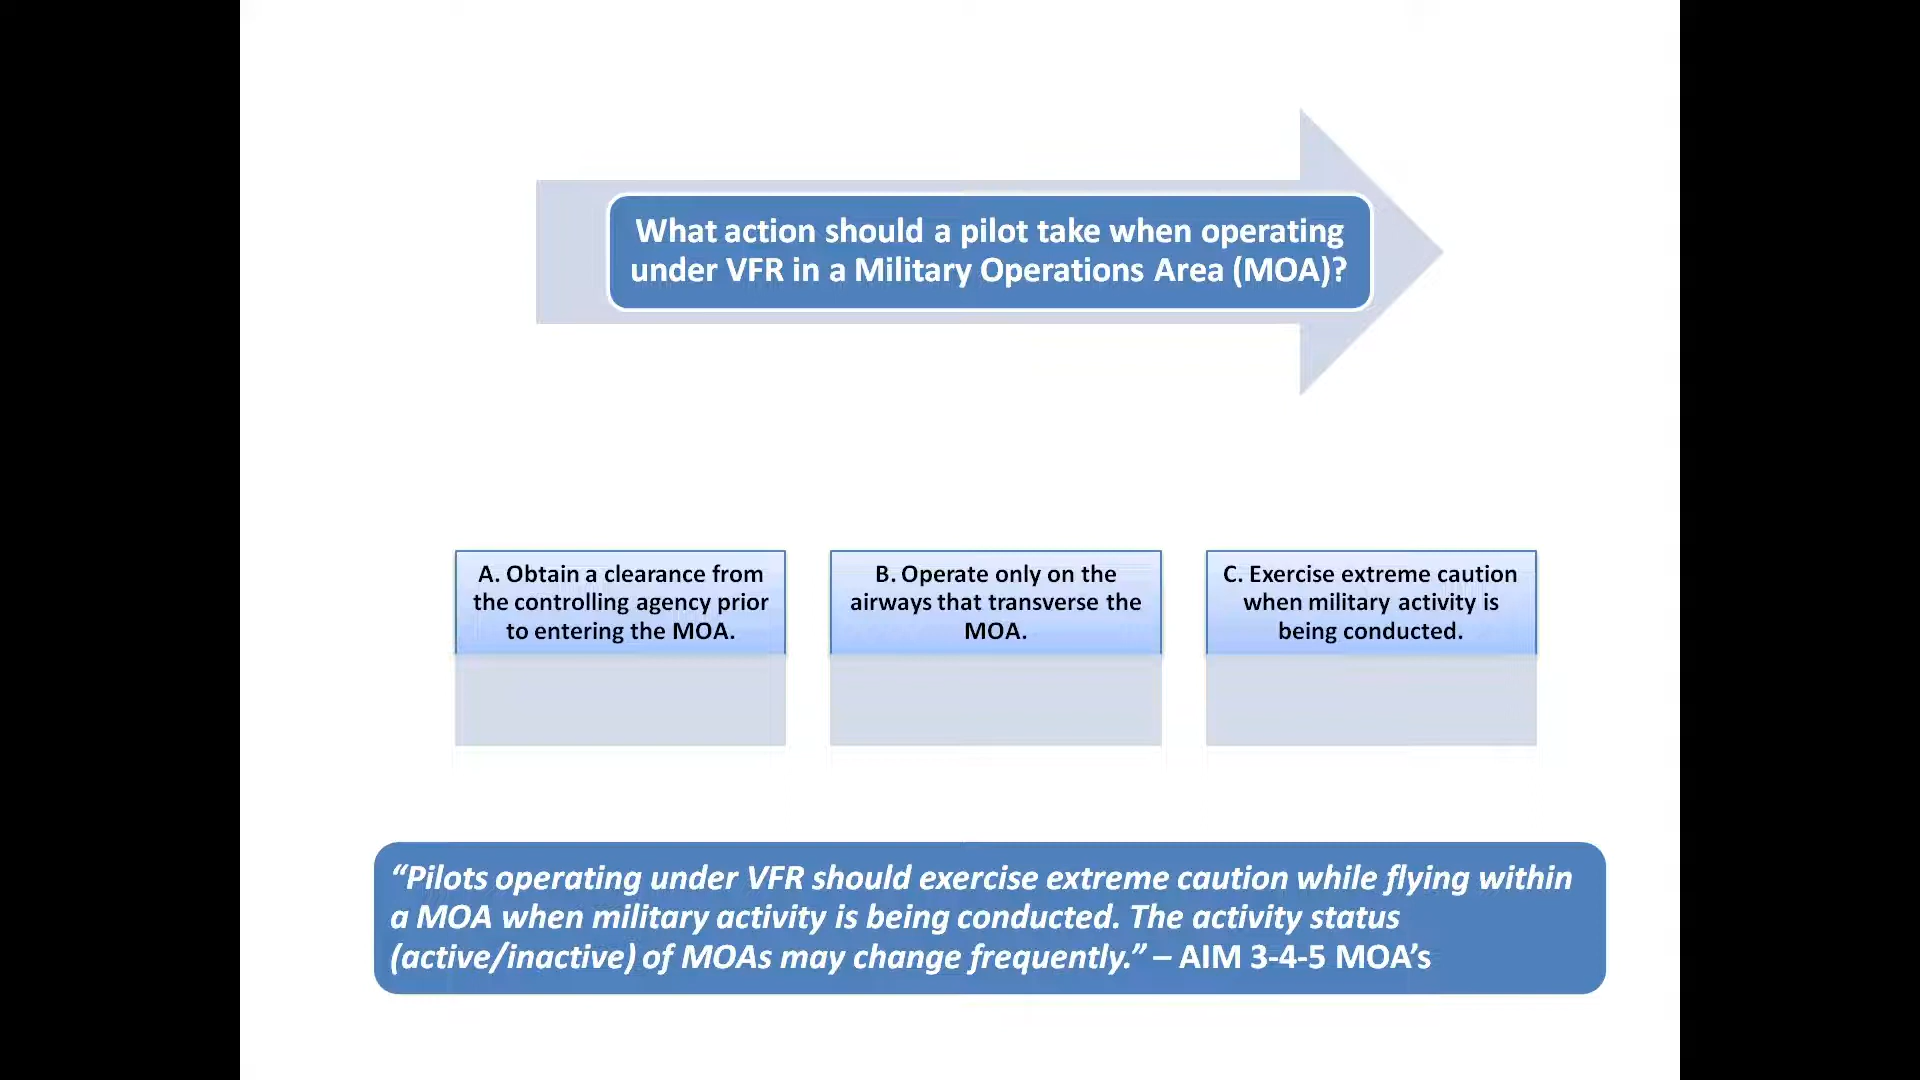 What action should a pilot take when operating
under VFR in a Military Operations Area (MOA)?
A. Obtain a clearance from
the controlling agency prior
to entering the MOA.
B. Operate only on the
airways that transverse the
MOA.
C. Exercise extreme caution
when military activity is
being conducted.
“Pilots operating under VFR should exercise extreme caution while flying within
a MOA when military activity is being conducted. The activity status
(active/inactive) of MOAs may change frequently.” – AIM 3-4-5 MOA’s